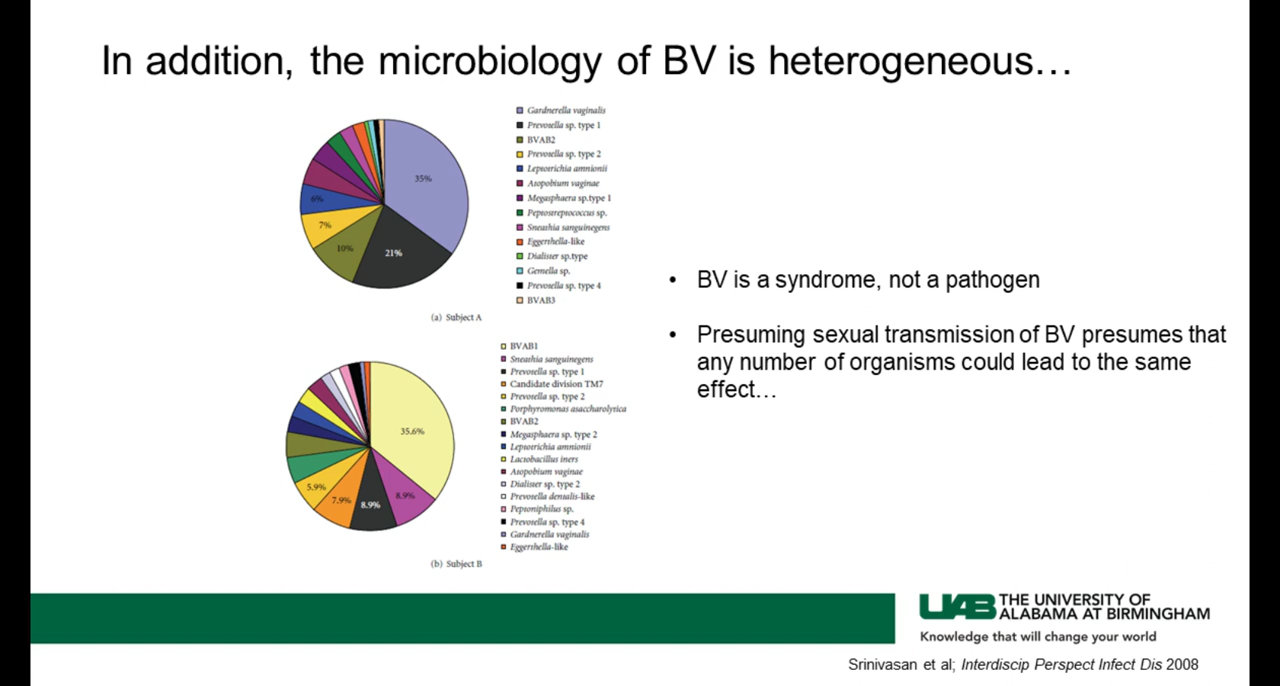 In addition, the microbiology of BV is heterogeneous…
35%
21%
10%
7%
6%
Gardnerella vaginalis
Prevotella sp. type 1
BVAB2
Prevotella sp. type 2
Leptotrichia amnionii
Atopobium vaginae
Megasphaera sp.type 1
Peptostreptococcus sp.
Sneathia sanguinegens
Eggerthella-like
Dialister sp.type
Gemella sp.
Prevotella sp. type 4
BVAB3
(a) Subject A
35.6%
8.9%
8.9%
7.9%
5.9%
BVAB1
Sneathia sanguinegens
Prevotella sp. type 1
Candidate division TM7
Prevotella sp. type 2
Porphyromonas asaccharolytica
BVAB2
Megasphaera sp. type 2
Leptotrichia amnionii
Lactobacillus iners
Atopobium vaginae
Dialister sp. type 2
Prevotella densalis-like
Peptoniphilus sp.
Prevotella sp. type 4
Gardnerella vaginalis
Eggerthella-like
(b) Subject B
• BV is a syndrome, not a pathogen
• Presuming sexual transmission of BV presumes that
any number of organisms could lead to the same
effect…
UAB THE UNIVERSITY OF
ALABAMA AT BIRMINGHAM
Knowledge that will change your world
Srinivasan et al; Interdiscip Perspect Infect Dis 2008